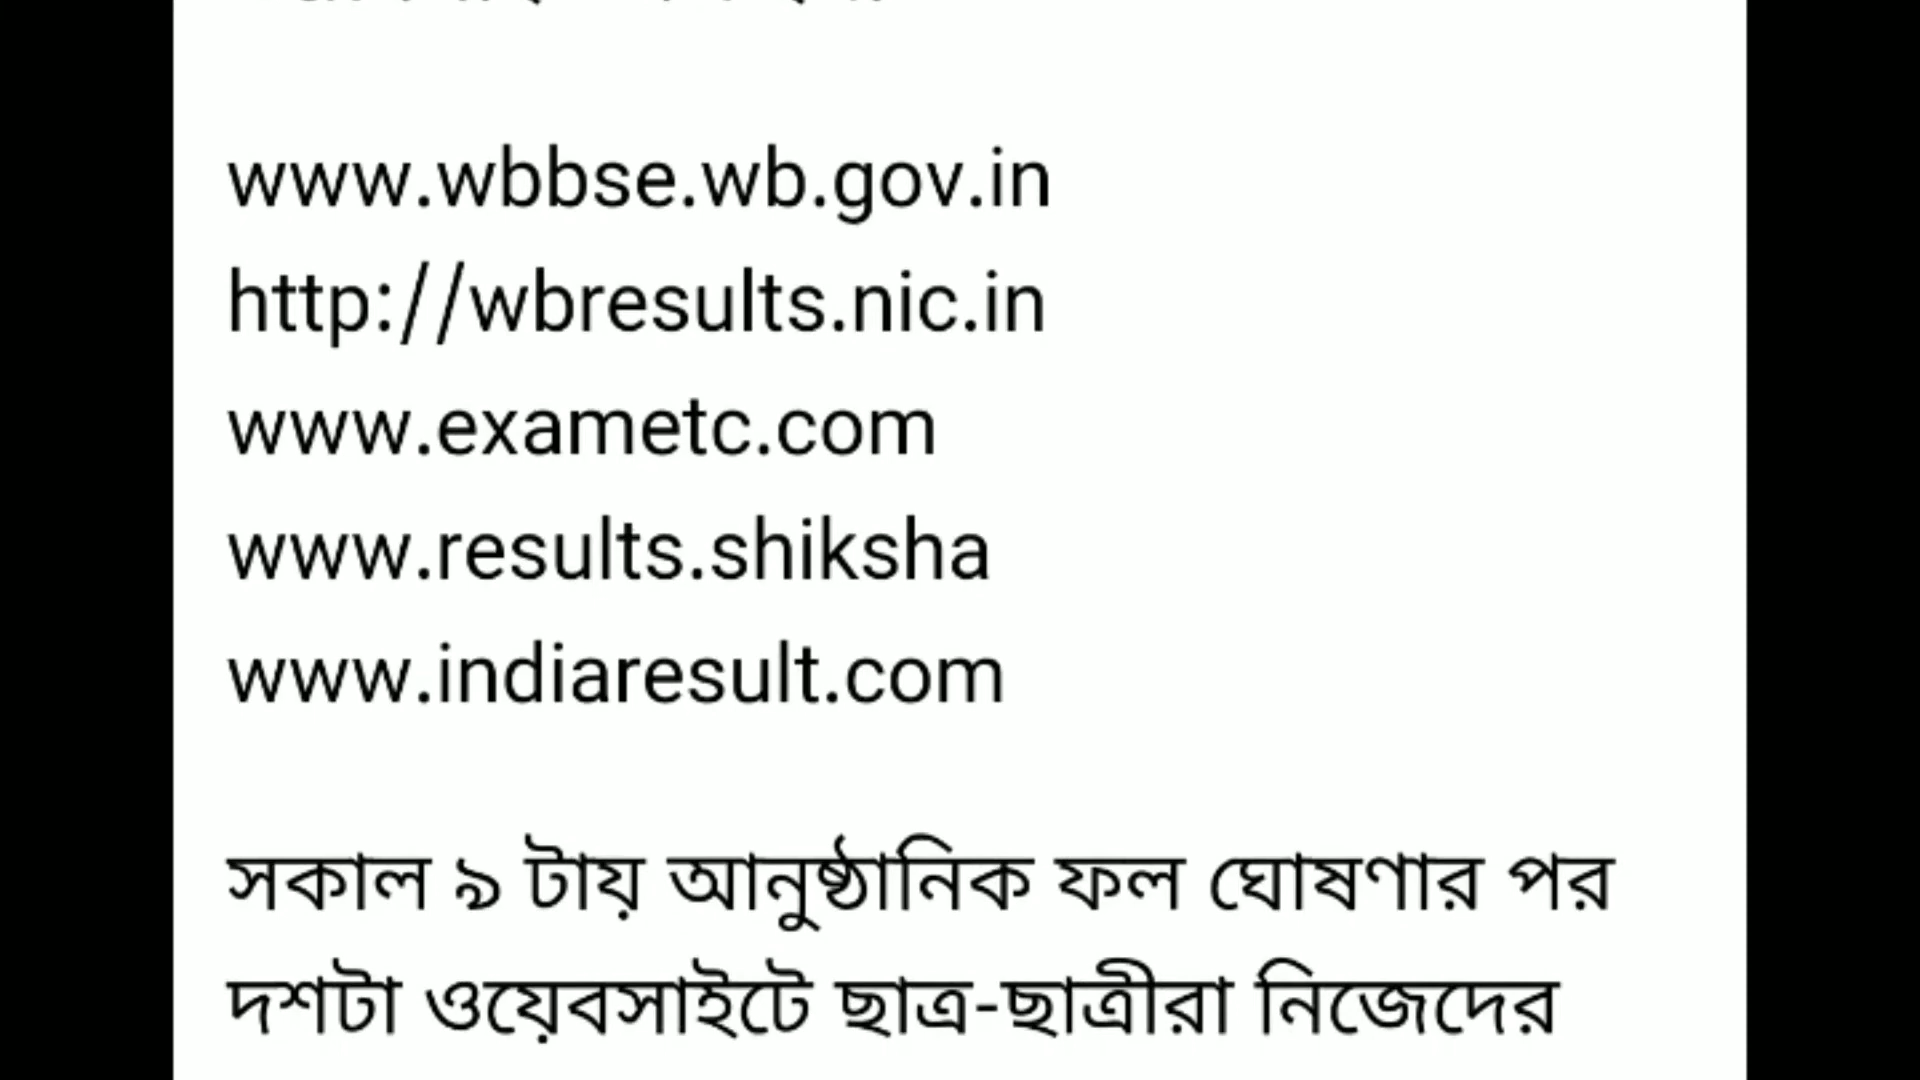 www.wbbse.wb.gov.in
http://wbresults.nic.in
www.exametc.com
www.results.shiksha
www.indiaresult.com
সকাল ৯ টায় আনুষ্ঠানিক ফল ঘোষণার পর
দশটা ওয়েবসাইটে ছাত্র-ছাত্রীরা নিজেদের